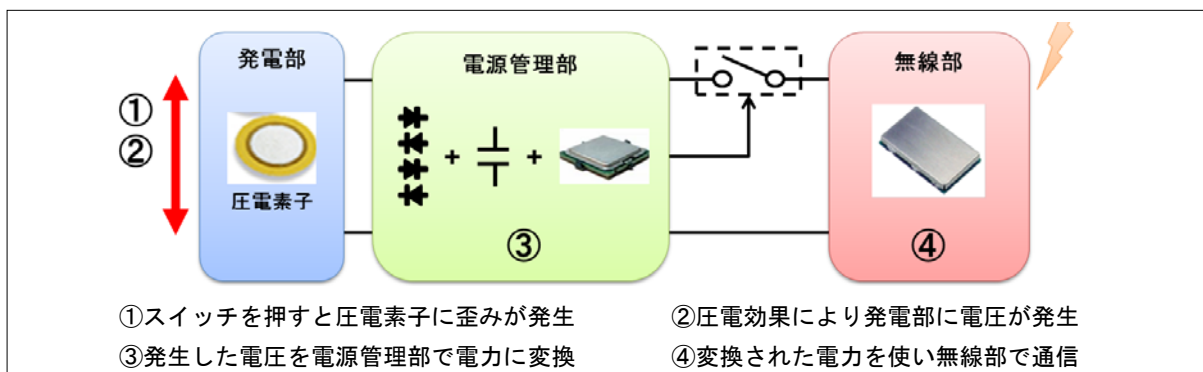 発電部
電源管理部
無線部
①
②
圧電素子
+
+
③
④
①スイッチを押すと圧電素子に歪みが発生
②圧電効果により発電部に電圧が発生
③発生した電圧を電源管理部で電力に変換
④変換された電力を使い無線部で通信